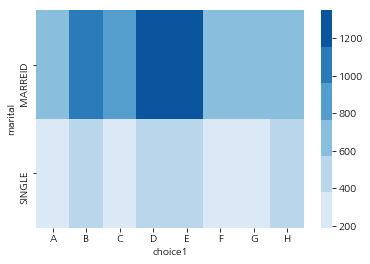 marital
MARREID
SINGLE
A B C D E F G H
choice1
1200
1000
800
600
400
200